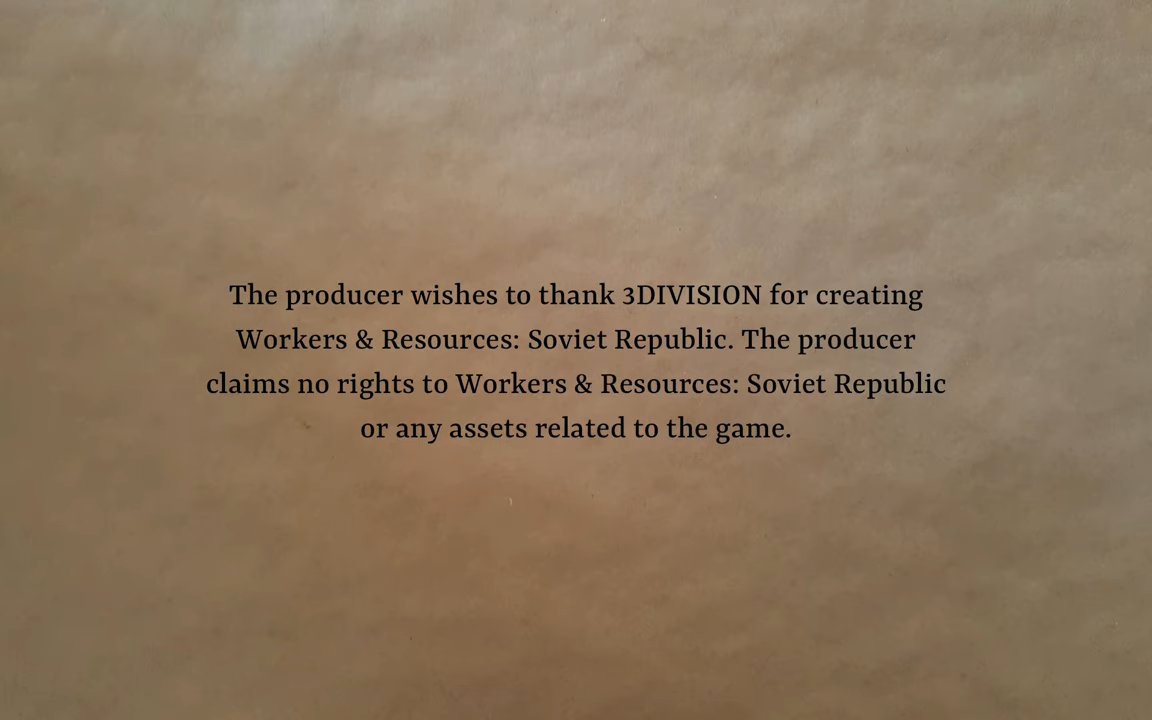 The producer wishes to thank 3DIVISION for creating
Workers & Resources: Soviet Republic. The producer
claims no rights to Workers & Resources: Soviet Republic
or any assets related to the game.